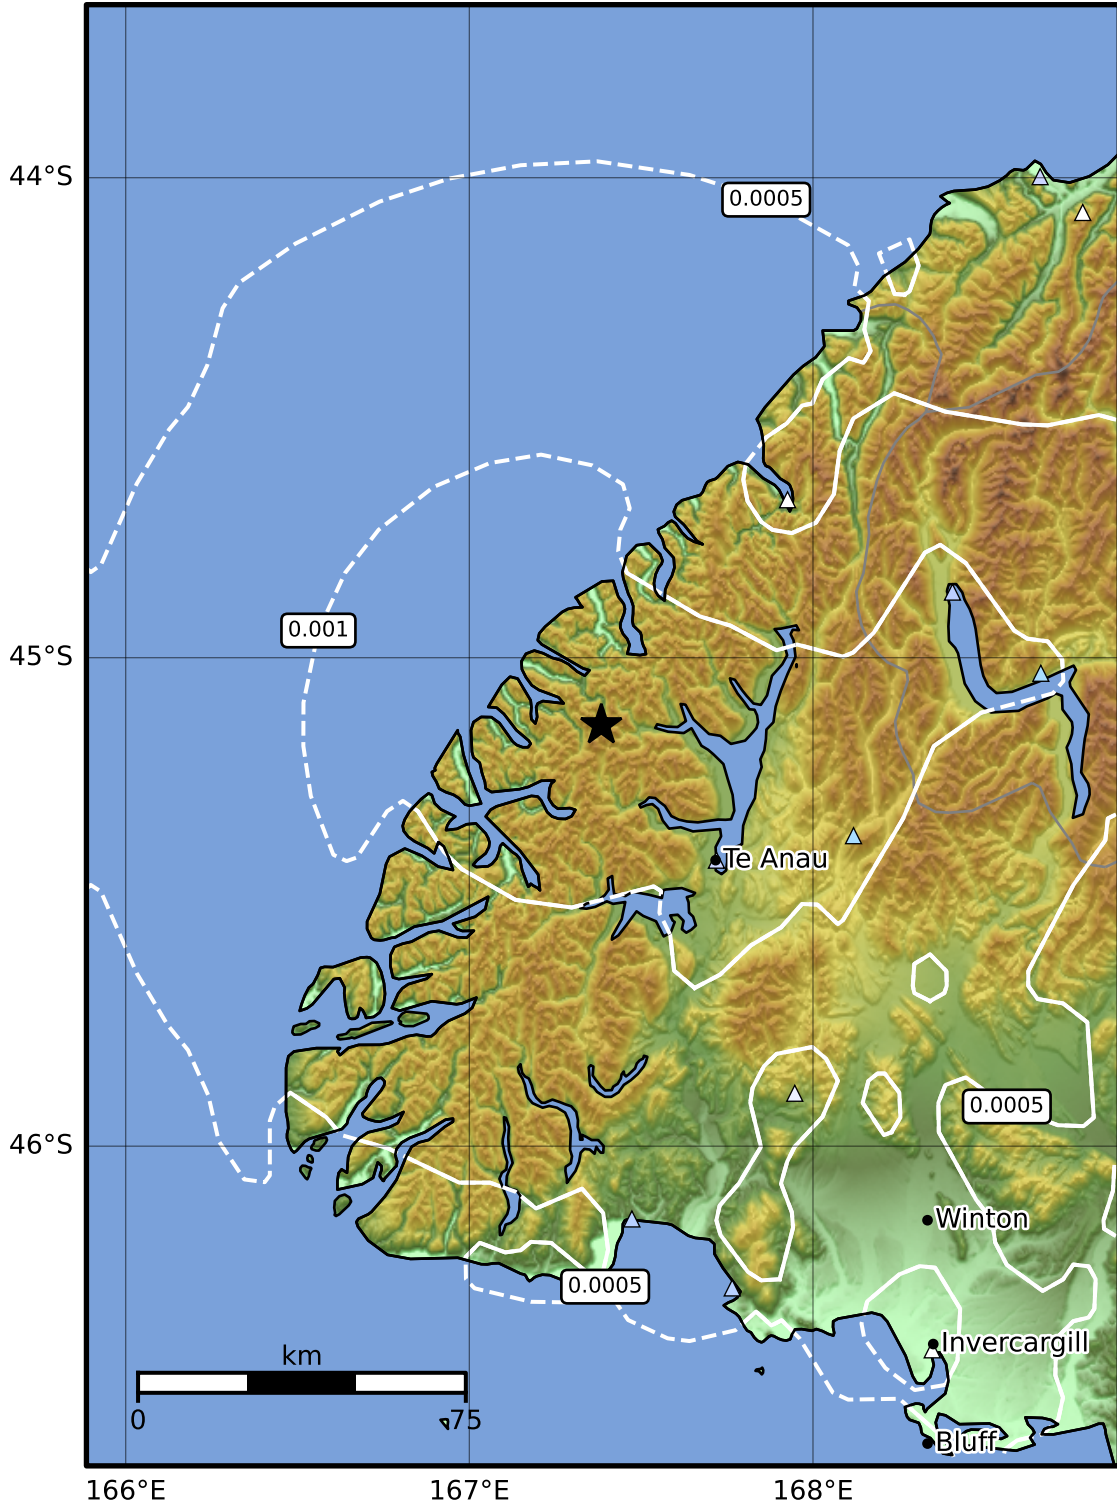 44°S
0.0005
0.001
45°S
Te Anau
0.0005
46°S
Winton
0.0005
Invercargill
km
0 75
Bluff
166°E 167°E 168°E